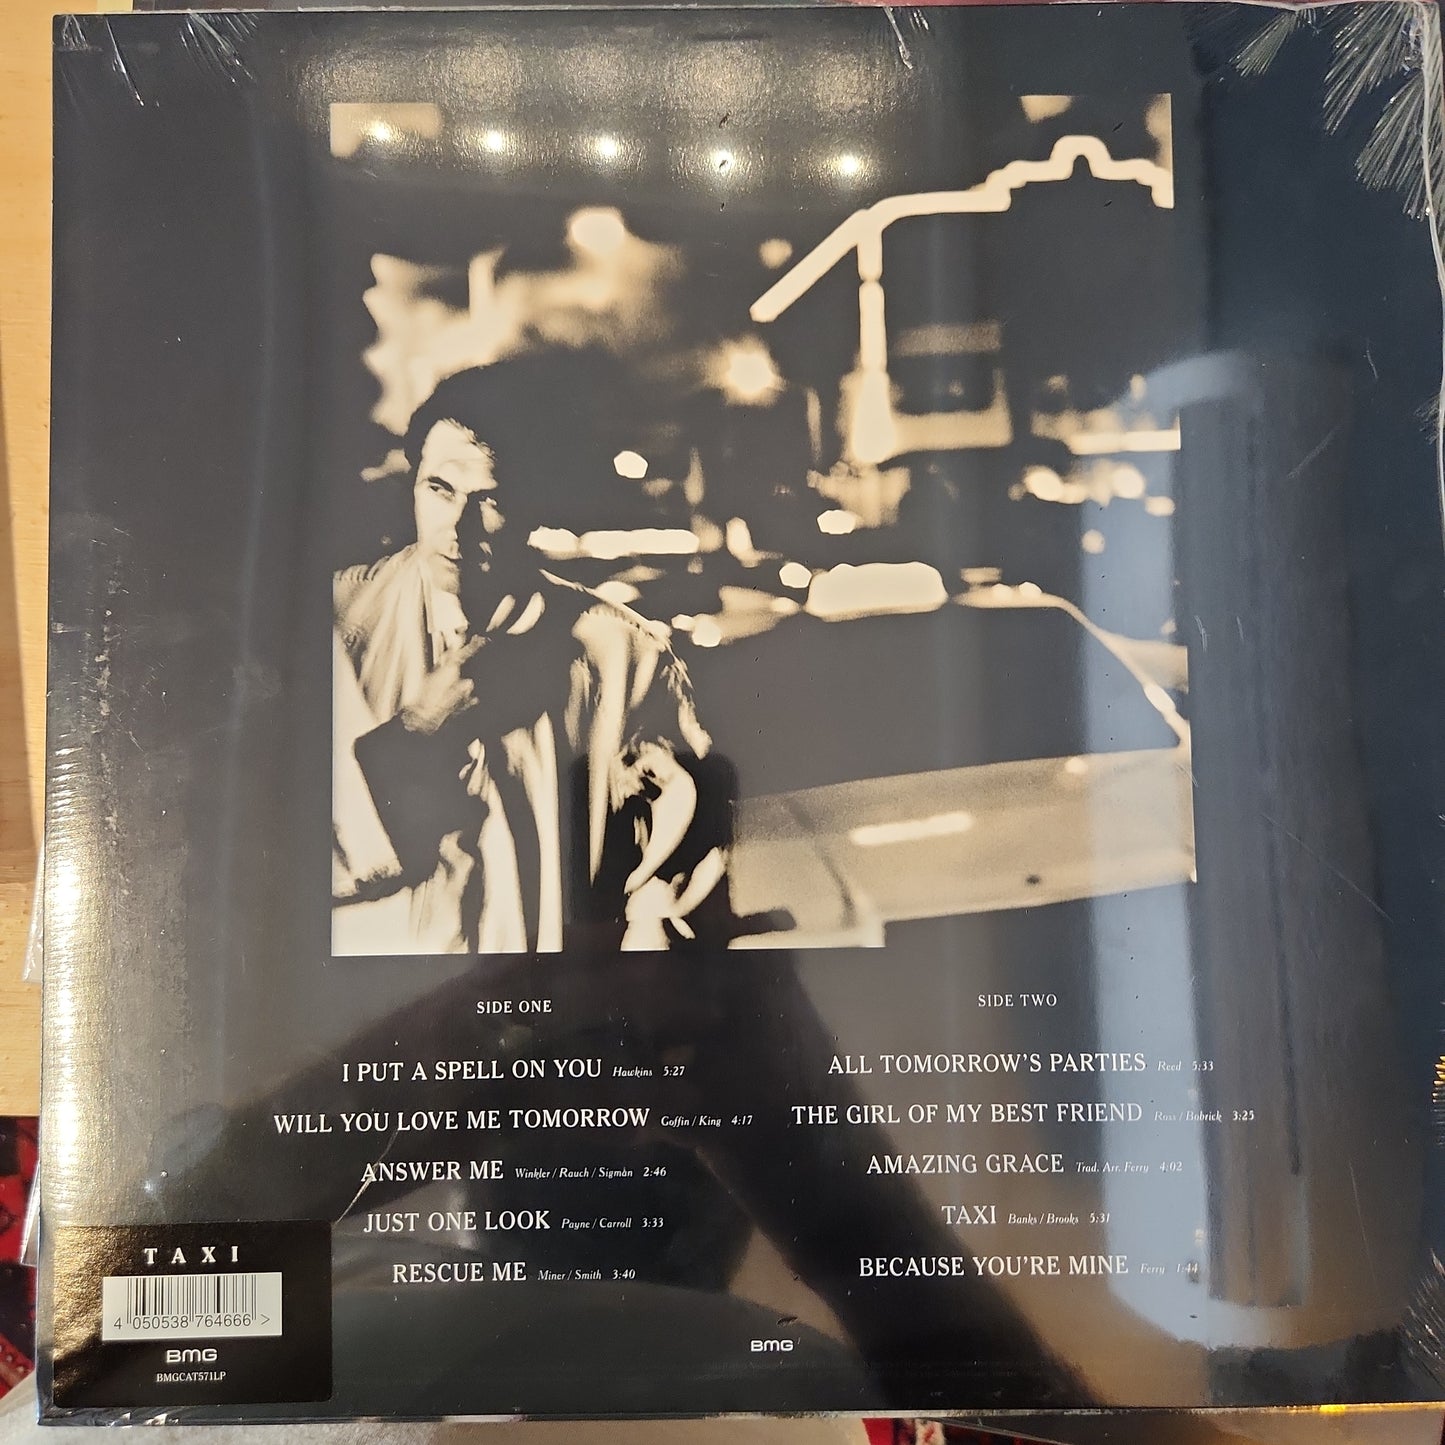 SIDE ONE
I PUT A SPELL ON YOU Hawkins 5:27
WILL YOU LOVE ME TOMORROW Goffin / King 4:17
ANSWER ME Winkler / Rauch / Sigman 2:46
JUST ONE LOOK Payne / Carroll 3:33
RESCUE ME Miner / Smith 3:40
SIDE TWO
ALL TOMORROW'S PARTIES Reed 5:33
THE GIRL OF MY BEST FRIEND Ross / Bobrick 3:25
AMAZING GRACE Trad. Arr. Ferry 4:02
TAXI Banks / Brooks 5:31
BECAUSE YOU'RE MINE Ferry 1:44
TAXI
4 050538 764666 >
BMG
BMGCAT571LP
BMG